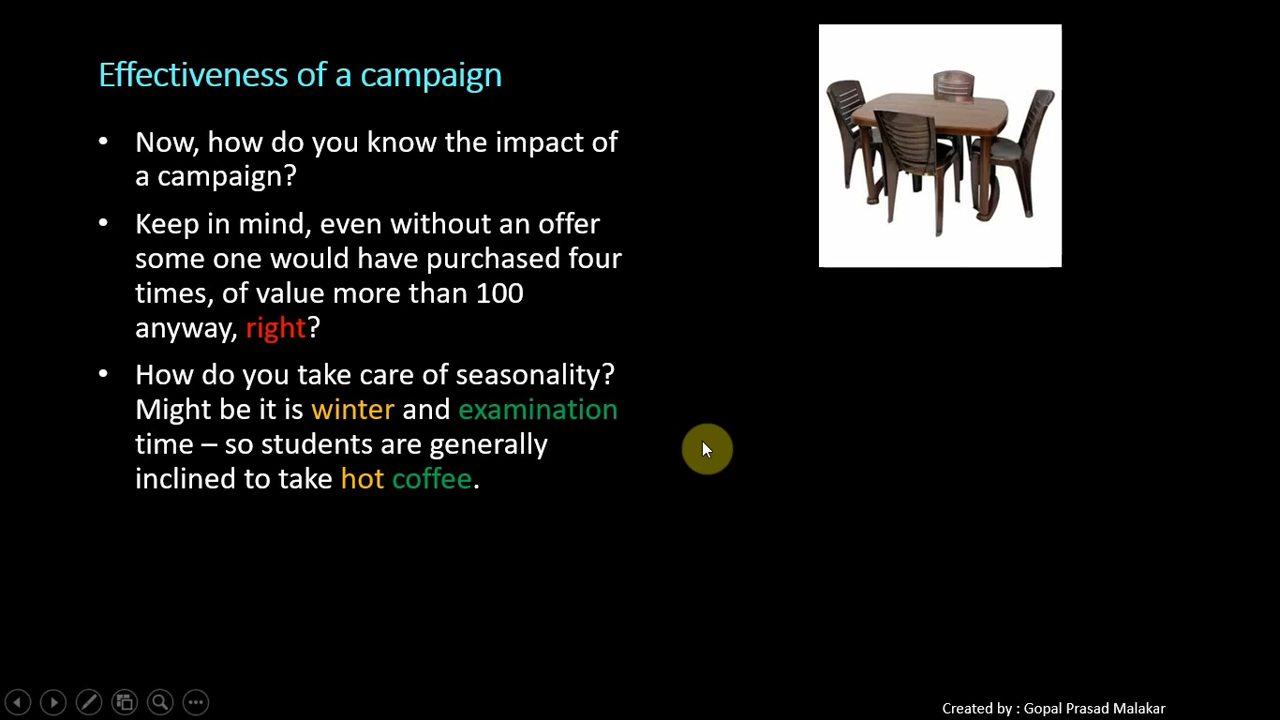 Effectiveness of a campaign
• Now, how do you know the impact of
a campaign?
• Keep in mind, even without an offer
some one would have purchased four
times, of value more than 100
anyway, right?
• How do you take care of seasonality?
Might be it is winter and examination
time – so students are generally
inclined to take hot coffee.
Created by : Gopal Prasad Malakar